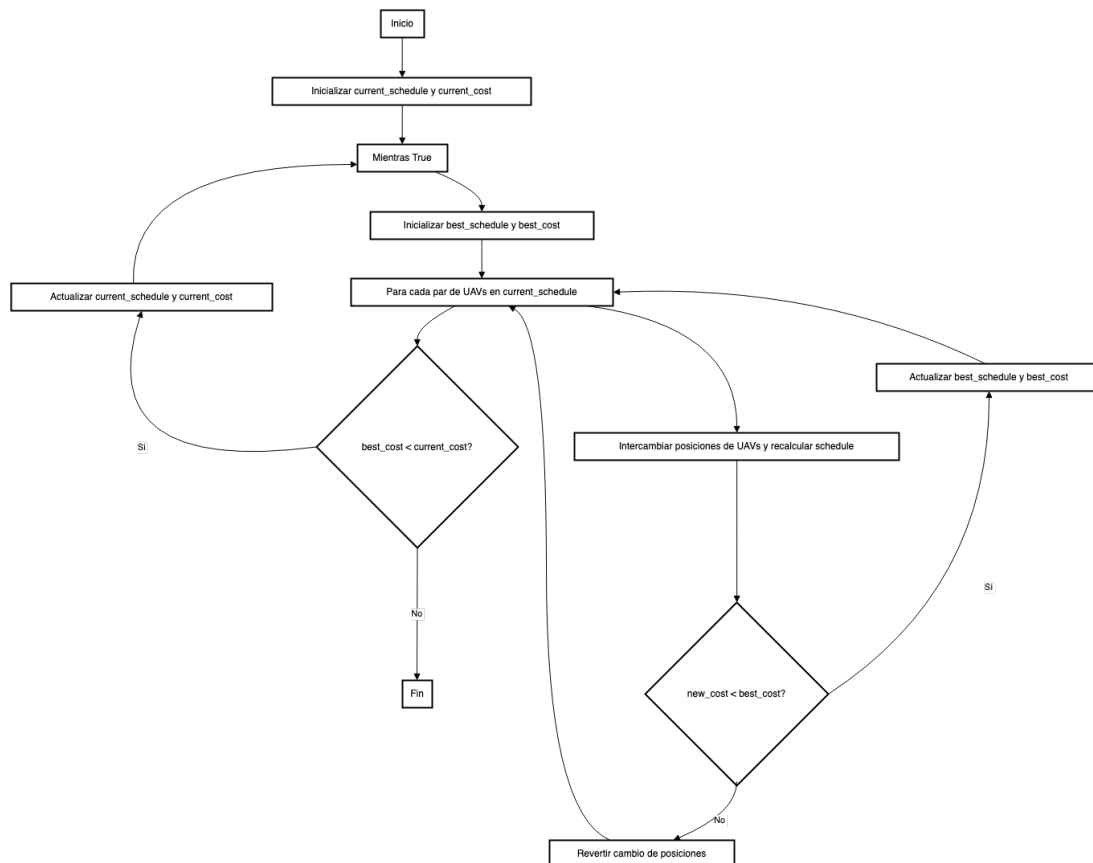 Inicio
Inicializar current_schedule y current_cost
Mientras True
Inicializar best_schedule y best_cost
Actualizar current_schedule y current_cost
Para cada par de UAVs en current_schedule
Actualizar best_schedule y best_cost
Sí
best_cost < current_cost?
Intercambiar posiciones de UAVs y recalcular schedule
Sí
No
Fin
new_cost < best_cost?
No
Revertir cambio de posiciones